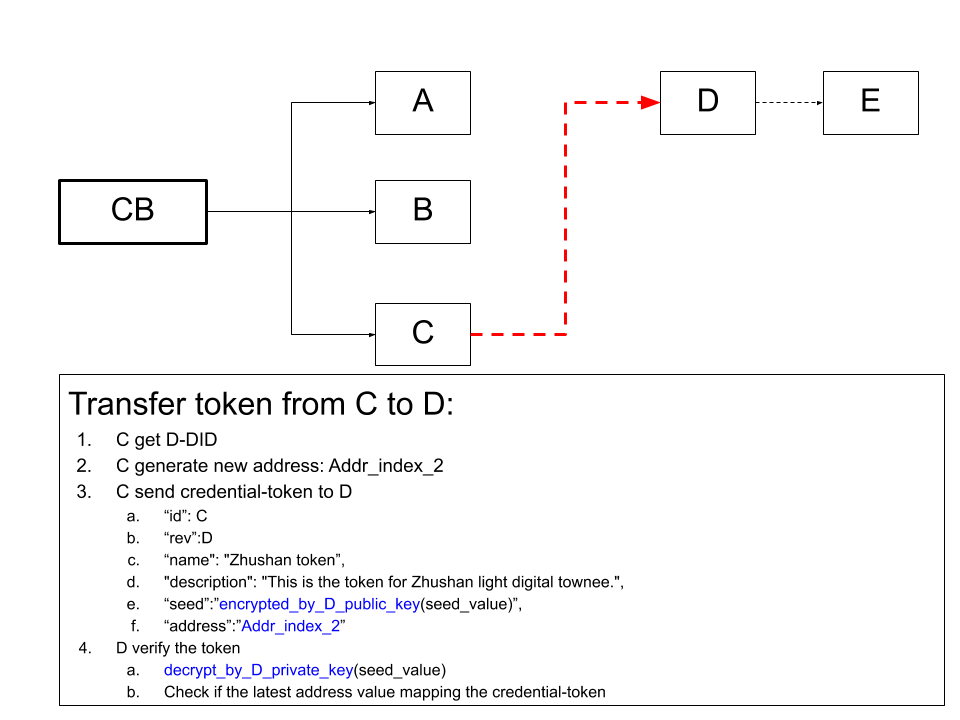 A
D
E
CB
B
C
Transfer token from C to D:
1. C get D-DID
2. C generate new address: Addr_index_2
3. C send credential-token to D
a. “id”: C
b. “rev”:D
c. “name": "Zhushan token”,
d. "description": "This is the token for Zhushan light digital townee.",
e. “seed”:”encrypted_by_D_public_key(seed_value)”,
f. “address”:”Addr_index_2”
4. D verify the token
a. decrypt_by_D_private_key(seed_value)
b. Check if the latest address value mapping the credential-token